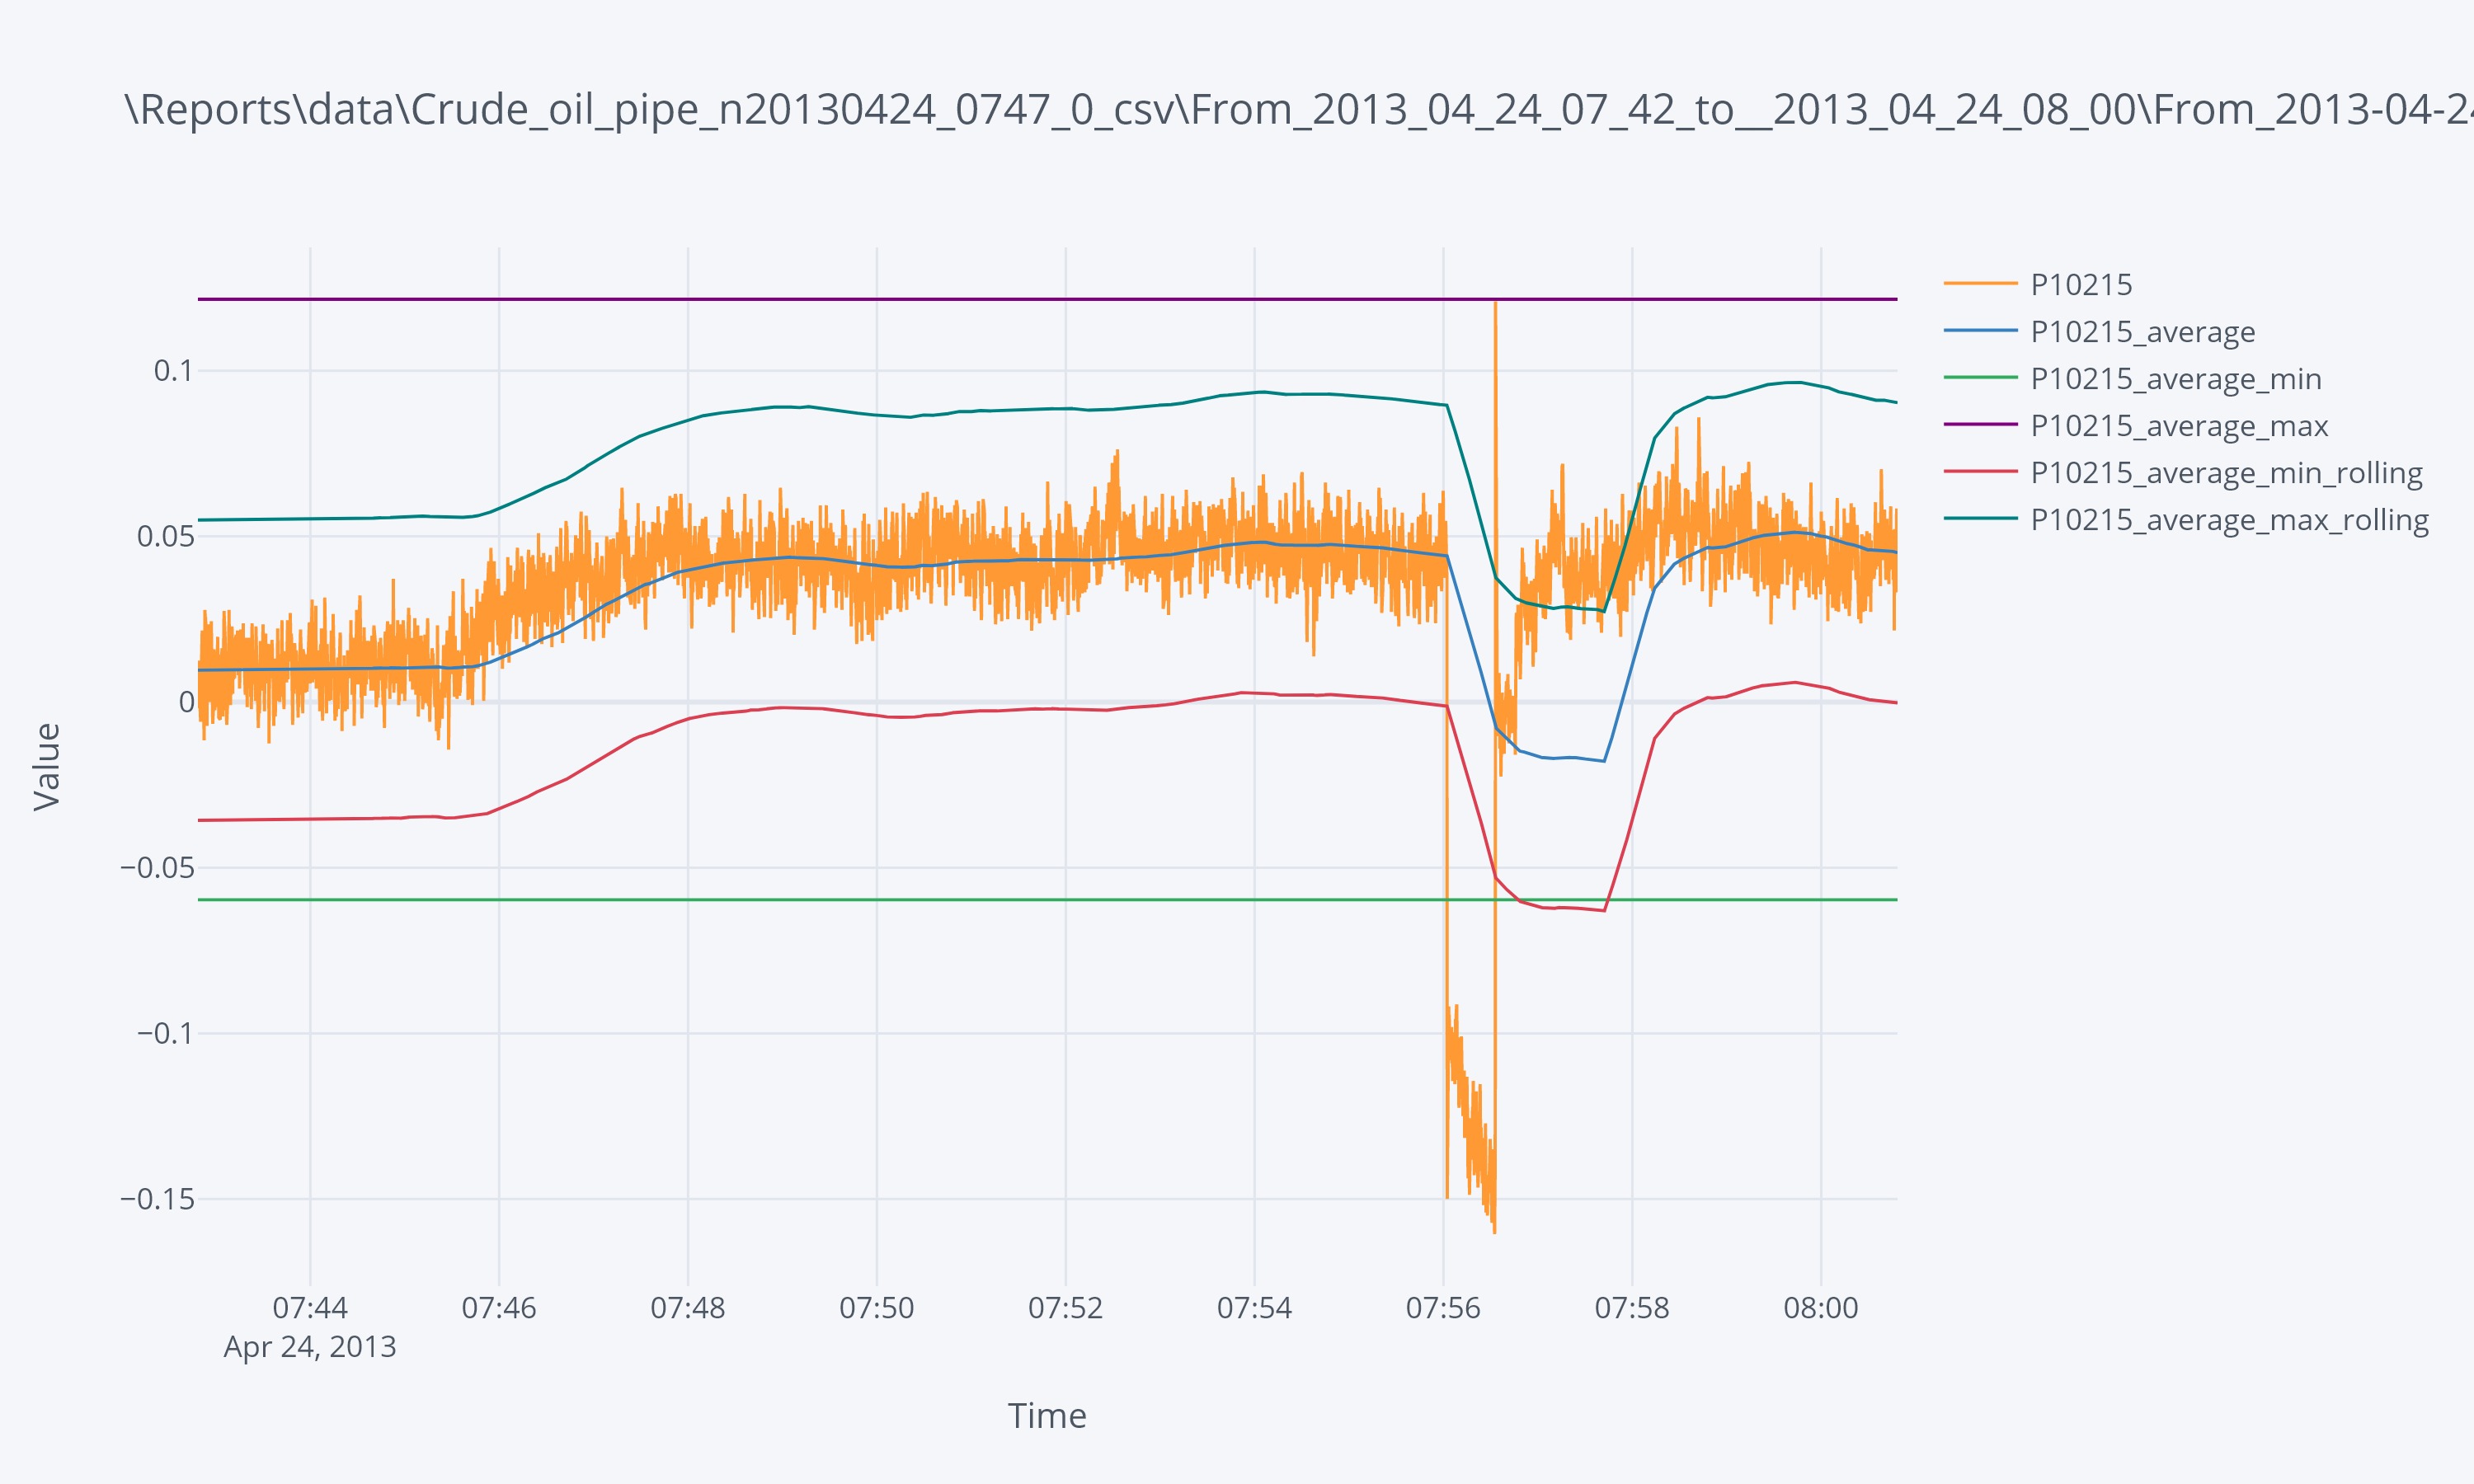 \Reports\data\Crude_oil_pipe_n20130424_0747_0_csv\From_2013_04_24_07_42_to__2013_04_24_08_00\From_2013-04-24
P10215
P10215_average
P10215_average_min
P10215_average_max
P10215_average_min_rolling
P10215_average_max_rolling
Value
0.1
0.05
0
−0.05
−0.1
−0.15
07:44 07:46 07:48 07:50 07:52 07:54 07:56 07:58 08:00
Apr 24, 2013
Time